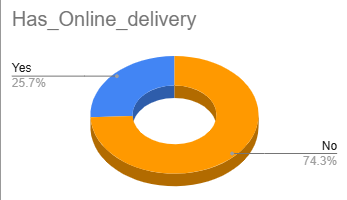 Has_Online_delivery
Yes
25.7%
No
74.3%